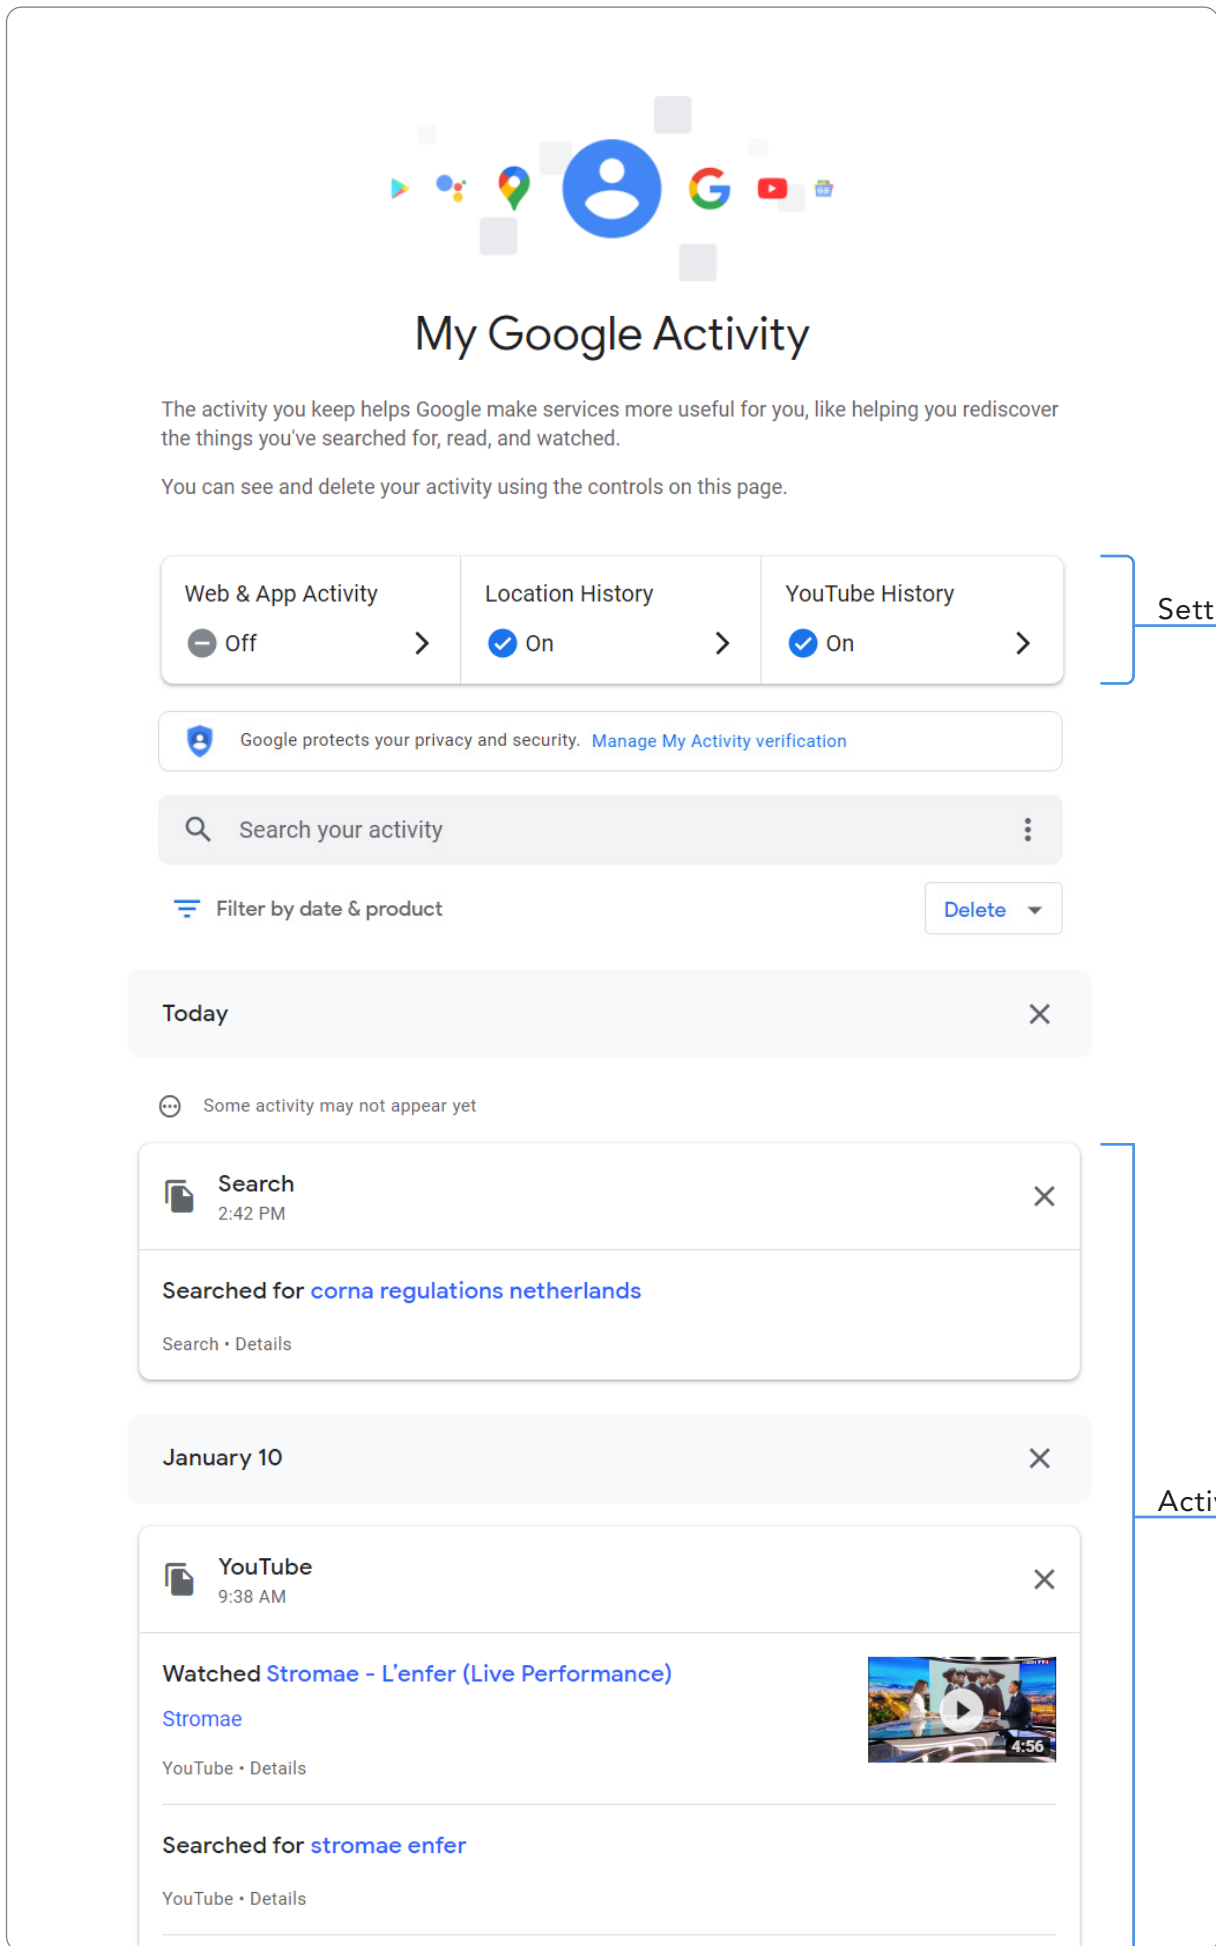 My Google Activity
The activity you keep helps Google make services more useful for you, like helping you rediscover
the things you've searched for, read, and watched.
You can see and delete your activity using the controls on this page.
Web & App Activity
Off
Location History
On
YouTube History
On
Sett
Google protects your privacy and security. Manage My Activity verification
Search your activity
Filter by date & product
Delete
Today
Some activity may not appear yet
Search
2:42 PM
Searched for corna regulations netherlands
Search • Details
January 10
Activ
YouTube
9:38 AM
Watched Stromae - L'enfer (Live Performance)
Stromae
YouTube • Details
4:56
Searched for stromae enfer
YouTube • Details